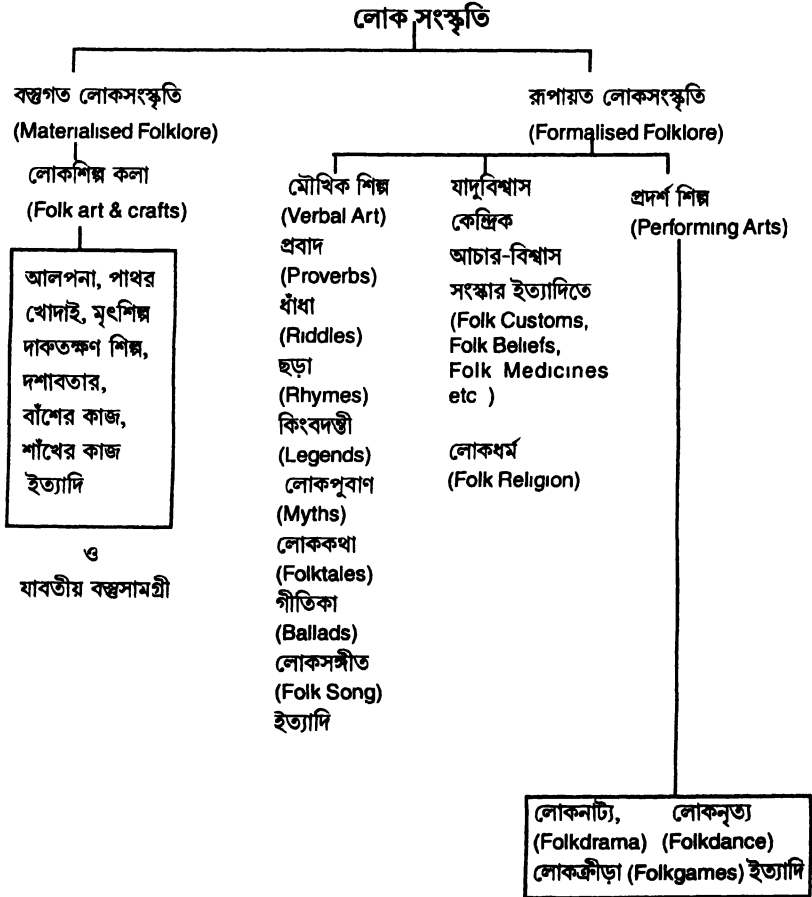 লোক সংস্কৃতি
বস্তুগত লোকসংস্কৃতি
(Materialised Folklore)
লোকশিল্প কলা
(Folk art & crafts)
আলপনা, পাথর
খোদাই, মৃৎশিল্প
দারুতক্ষণ শিল্প,
দশাবতার,
বাঁশের কাজ,
শাঁখের কাজ
ইত্যাদি
ও
যাবতীয় বস্তুসামগ্রী
রূপায়ত লোকসংস্কৃতি
(Formalised Folklore)
মৌখিক শিল্প
(Verbal Art)
প্রবাদ
(Proverbs)
ধাঁধা
(Riddles)
ছড়া
(Rhymes)
কিংবদন্তী
(Legends)
লোকপুবাণ
(Myths)
লোককথা
(Folktales)
গীতিকা
(Ballads)
লোকসঙ্গীত
(Folk Song)
ইত্যাদি
যাদুবিশ্বাস
কেন্দ্রিক
আচার-বিশ্বাস
সংস্কার ইত্যাদিতে
(Folk Customs,
Folk Beliefs,
Folk Medicines
etc )
লোকধর্ম
(Folk Religion)
প্রদর্শ শিল্প
(Performing Arts)
লোকনাট্য, লোকনৃত্য
(Folkdrama) (Folkdance)
লোকক্রীড়া (Folkgames) ইত্যাদি